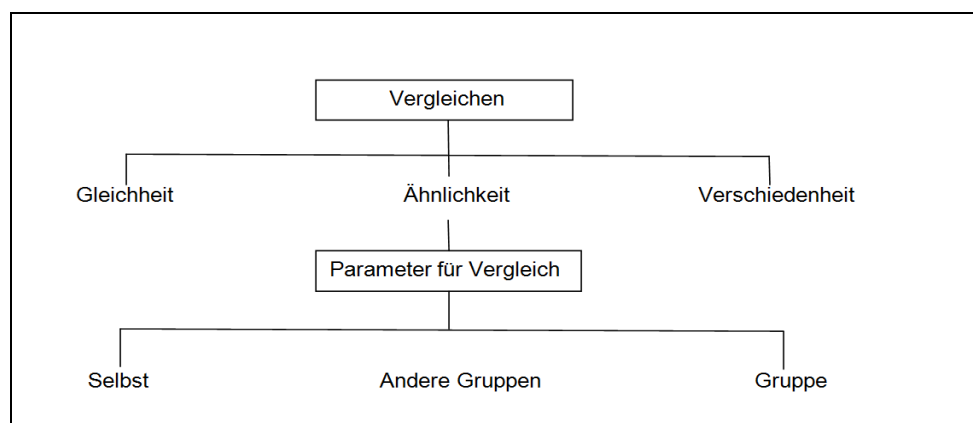 Vergleichen
Gleichheit Ähnlichkeit Verschiedenheit
Parameter für Vergleich
Selbst Andere Gruppen Gruppe